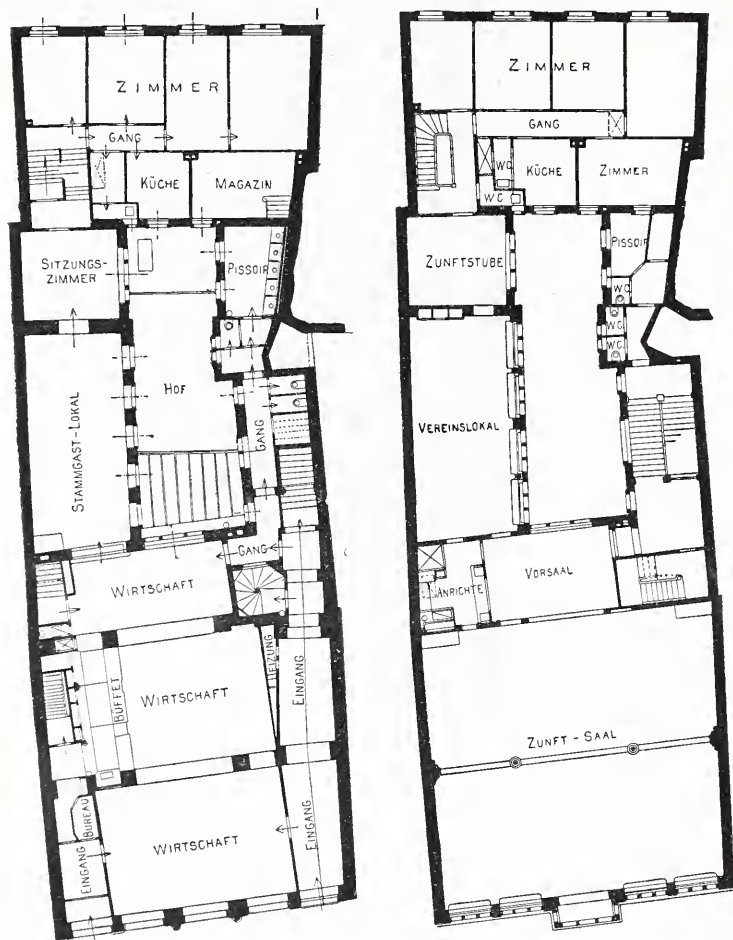 ZIMMER
GANG
KÜCHE
MAGAZIN
SITZUNGS-
ZIMMER
PISSOIR
HOF
STAMMGAST-LOKAL
GANG
GANG
WIRTSCHAFT
HEIZUNG
BUFFET
WIRTSCHAFT
EINGANG
BUREAU
WIRTSCHAFT
EINGANG
EINGANG
ZIMMER
GANG
WC
KÜCHE
ZIMMER
WC
ZUNFTSTUBE
PISSOIR
WC
WC
WC
VEREINSLOKAL
ANRICHTE
VORSAAL
ZUNFT-SAAL